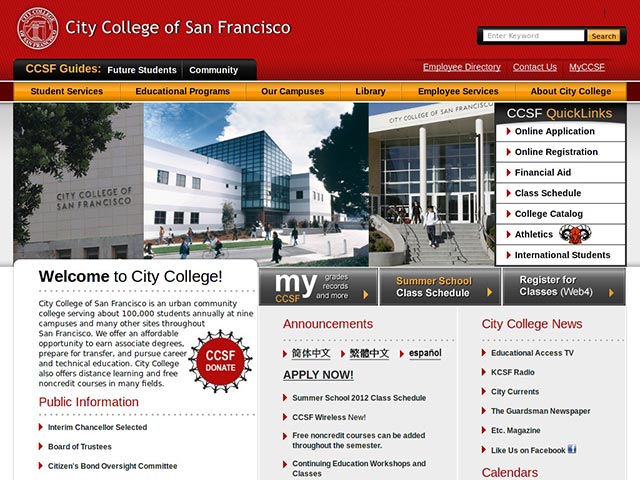 CITY COLLEGE
OF SAN FRANCISCO
City College of San Francisco
Enter Keyword
Search
CCSF Guides: Future Students Community
Employee Directory Contact Us MyCCSF
Student Services Educational Programs Our Campuses Library Employee Services About City College
CITY COLLEGE OF
SAN FRANCISCO
CITY COLLEGE OF SAN FRANCISCO
CCSF QuickLinks
Online Application
Online Registration
Financial Aid
Class Schedule
College Catalog
Athletics
International Students
Welcome to City College!
City College of San Francisco is an urban community
college serving about 100,000 students annually at nine
campuses and many other sites throughout
San Francisco. We offer an affordable
opportunity to earn associate degrees,
prepare for transfer, and pursue career
and technical education. City College
also offers distance learning and free
noncredit courses in many fields.
CCSF
DONATE
Public Information
Interim Chancellor Selected
Board of Trustees
Citizen's Bond Oversight Committee
my
CCSF
grades
records
and more
Summer School
Class Schedule
Register for
Classes (Web4)
Announcements
简体中文 繁體中文 español
APPLY NOW!
Summer School 2012 Class Schedule
CCSF Wireless New!
Free noncredit courses can be added
throughout the semester.
Continuing Education Workshops and
Classes
City College News
Educational Access TV
KCSF Radio
City Currents
The Guardsman Newspaper
Etc. Magazine
Like Us on Facebook
Calendars